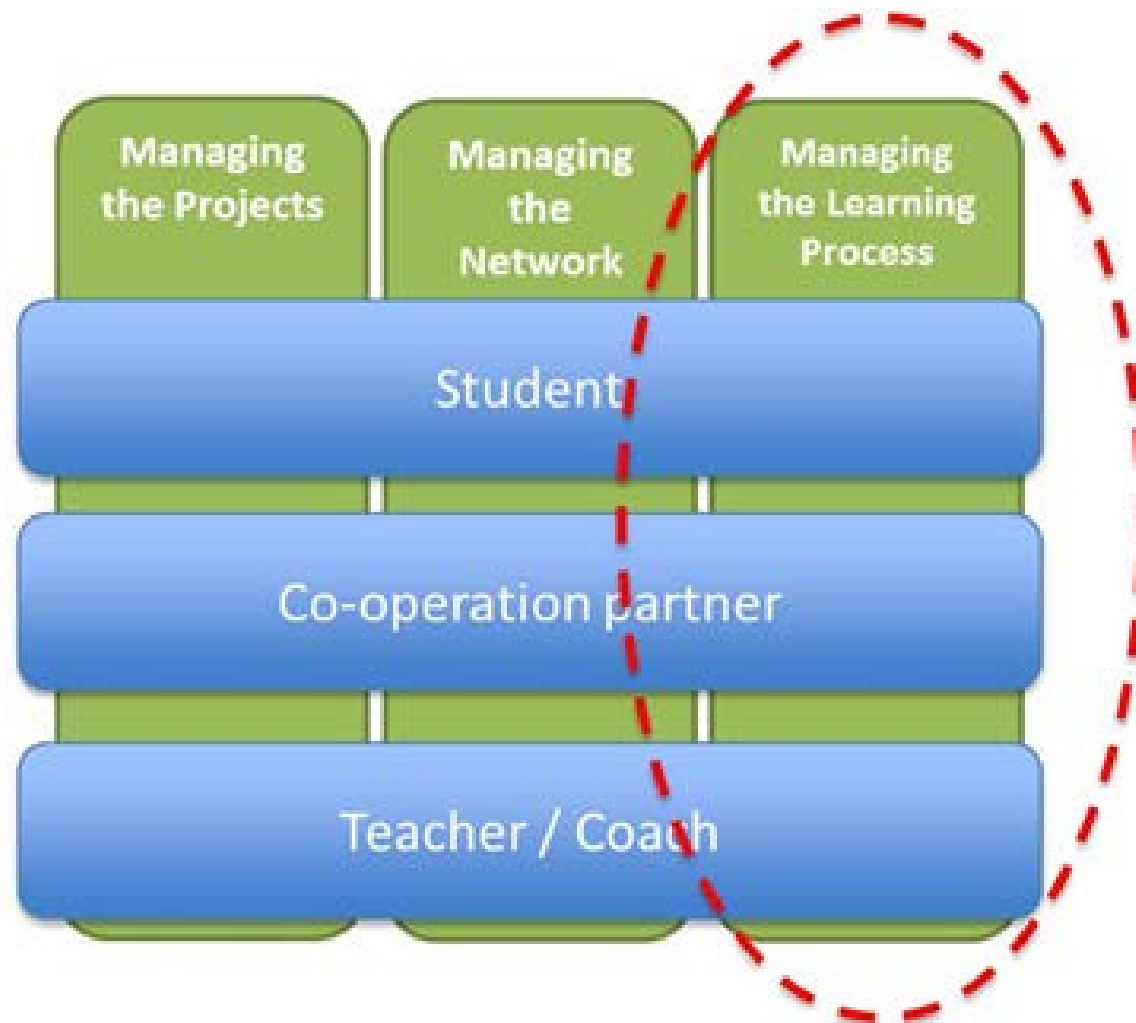 Managing
the Projects
Managing
the
Network
Managing
the Learning
Process
Student
Co-operation partner
Teacher / Coach